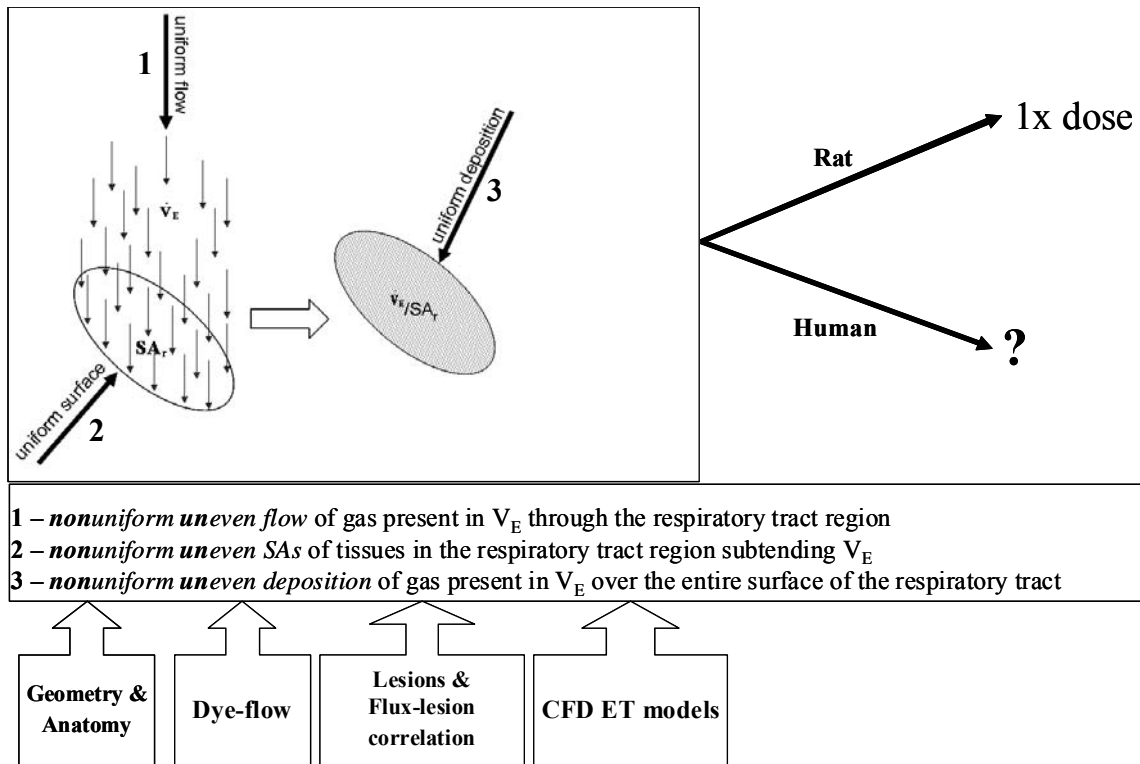 1
uniform flow
V̇E
SAr
uniform surface
2
3
uniform deposition
V̇E/SAr
Rat
1x dose
Human
?
1 – nonuniform uneven flow of gas present in VE through the respiratory tract region
2 – nonuniform uneven SAs of tissues in the respiratory tract region subtending VE
3 – nonuniform uneven deposition of gas present in VE over the entire surface of the respiratory tract
Geometry &
Anatomy
Dye-flow
Lesions &
Flux-lesion
correlation
CFD ET models